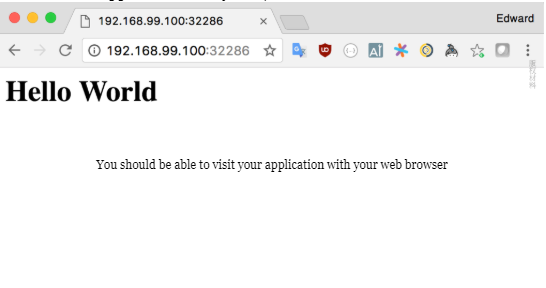 192.168.99.100:32286
Edward
192.168.99.100:32286
Hello World
You should be able to visit your application with your web browser